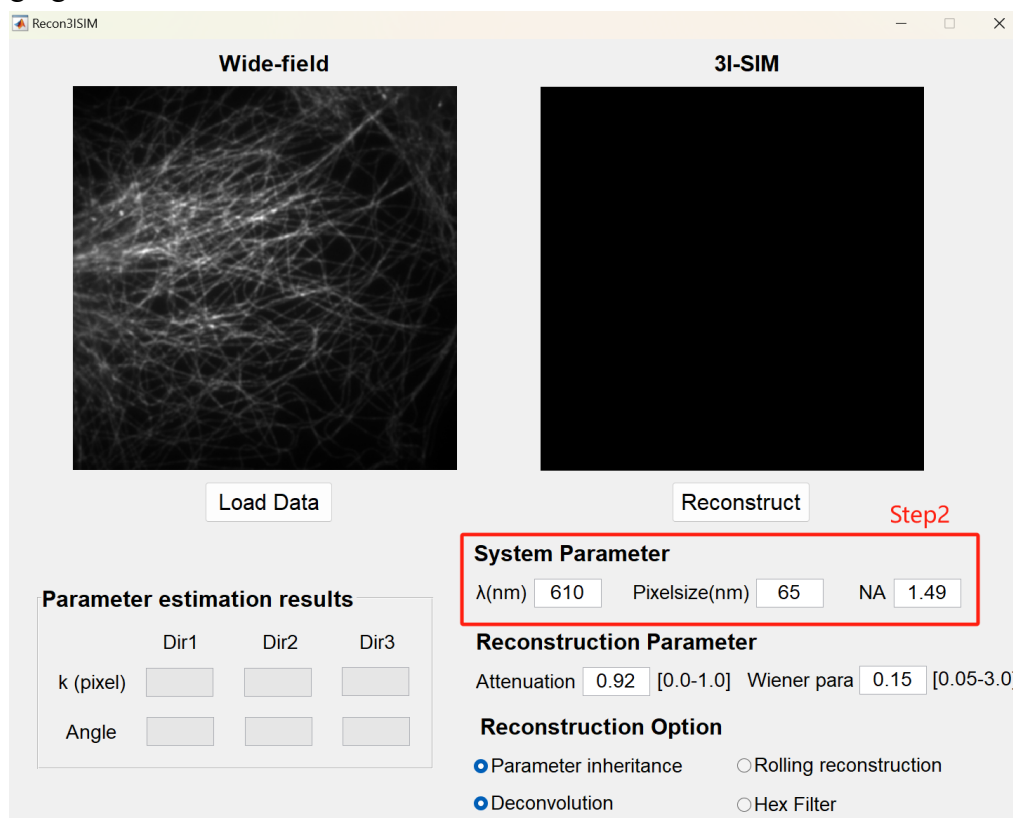 Recon3ISIM
Wide-field
3I-SIM
Load Data
Reconstruct
Step2
System Parameter
λ(nm) 610 Pixelsize(nm) 65 NA 1.49
Parameter estimation results
Dir1 Dir2 Dir3
k (pixel)
Angle
Reconstruction Parameter
Attenuation 0.92 [0.0-1.0] Wiener para 0.15 [0.05-3.0]
Reconstruction Option
Parameter inheritance Rolling reconstruction
Deconvolution Hex Filter